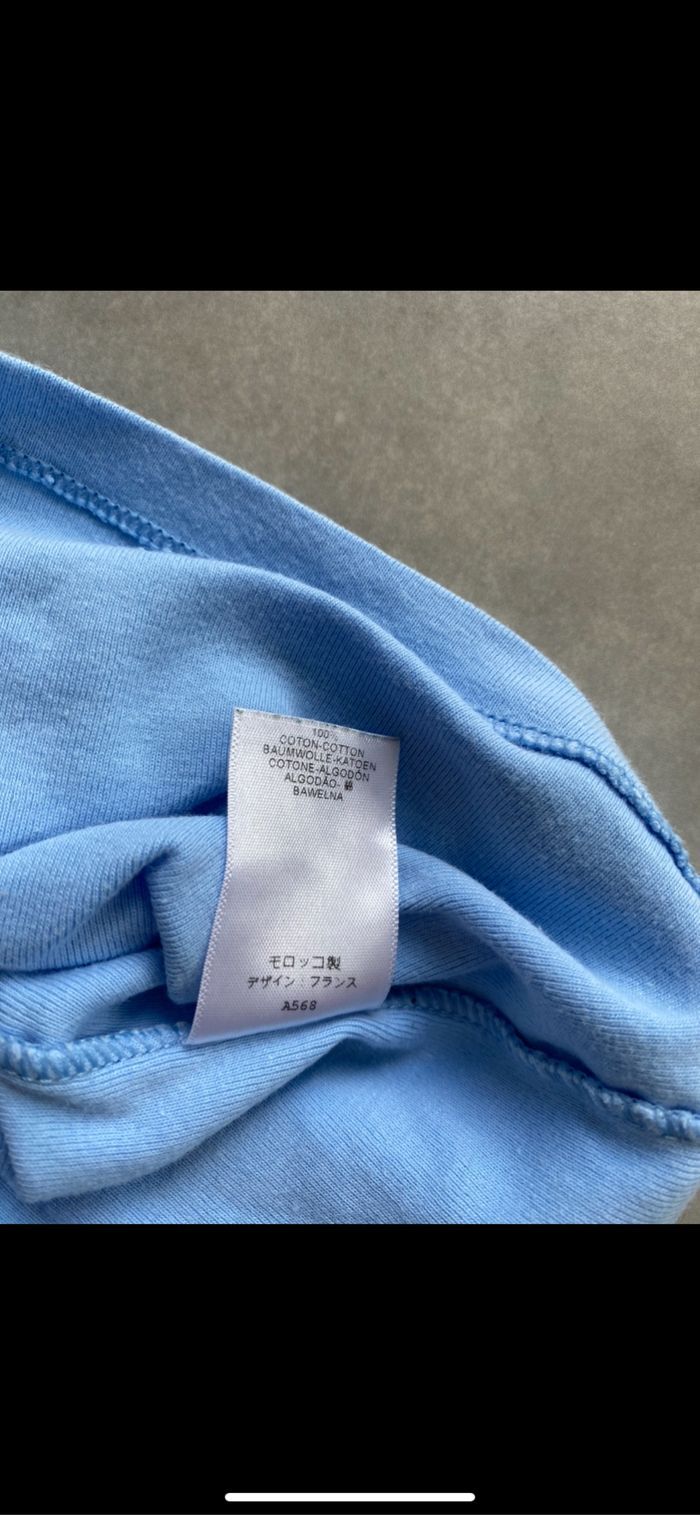 100%
COTON-COTTON
BAUMWOLLE-KATOEN
COTONE-ALGODÓN
ALGODÃO- 綿
BAWEŁNA
モロッコ製
デザイン：フランス
A568